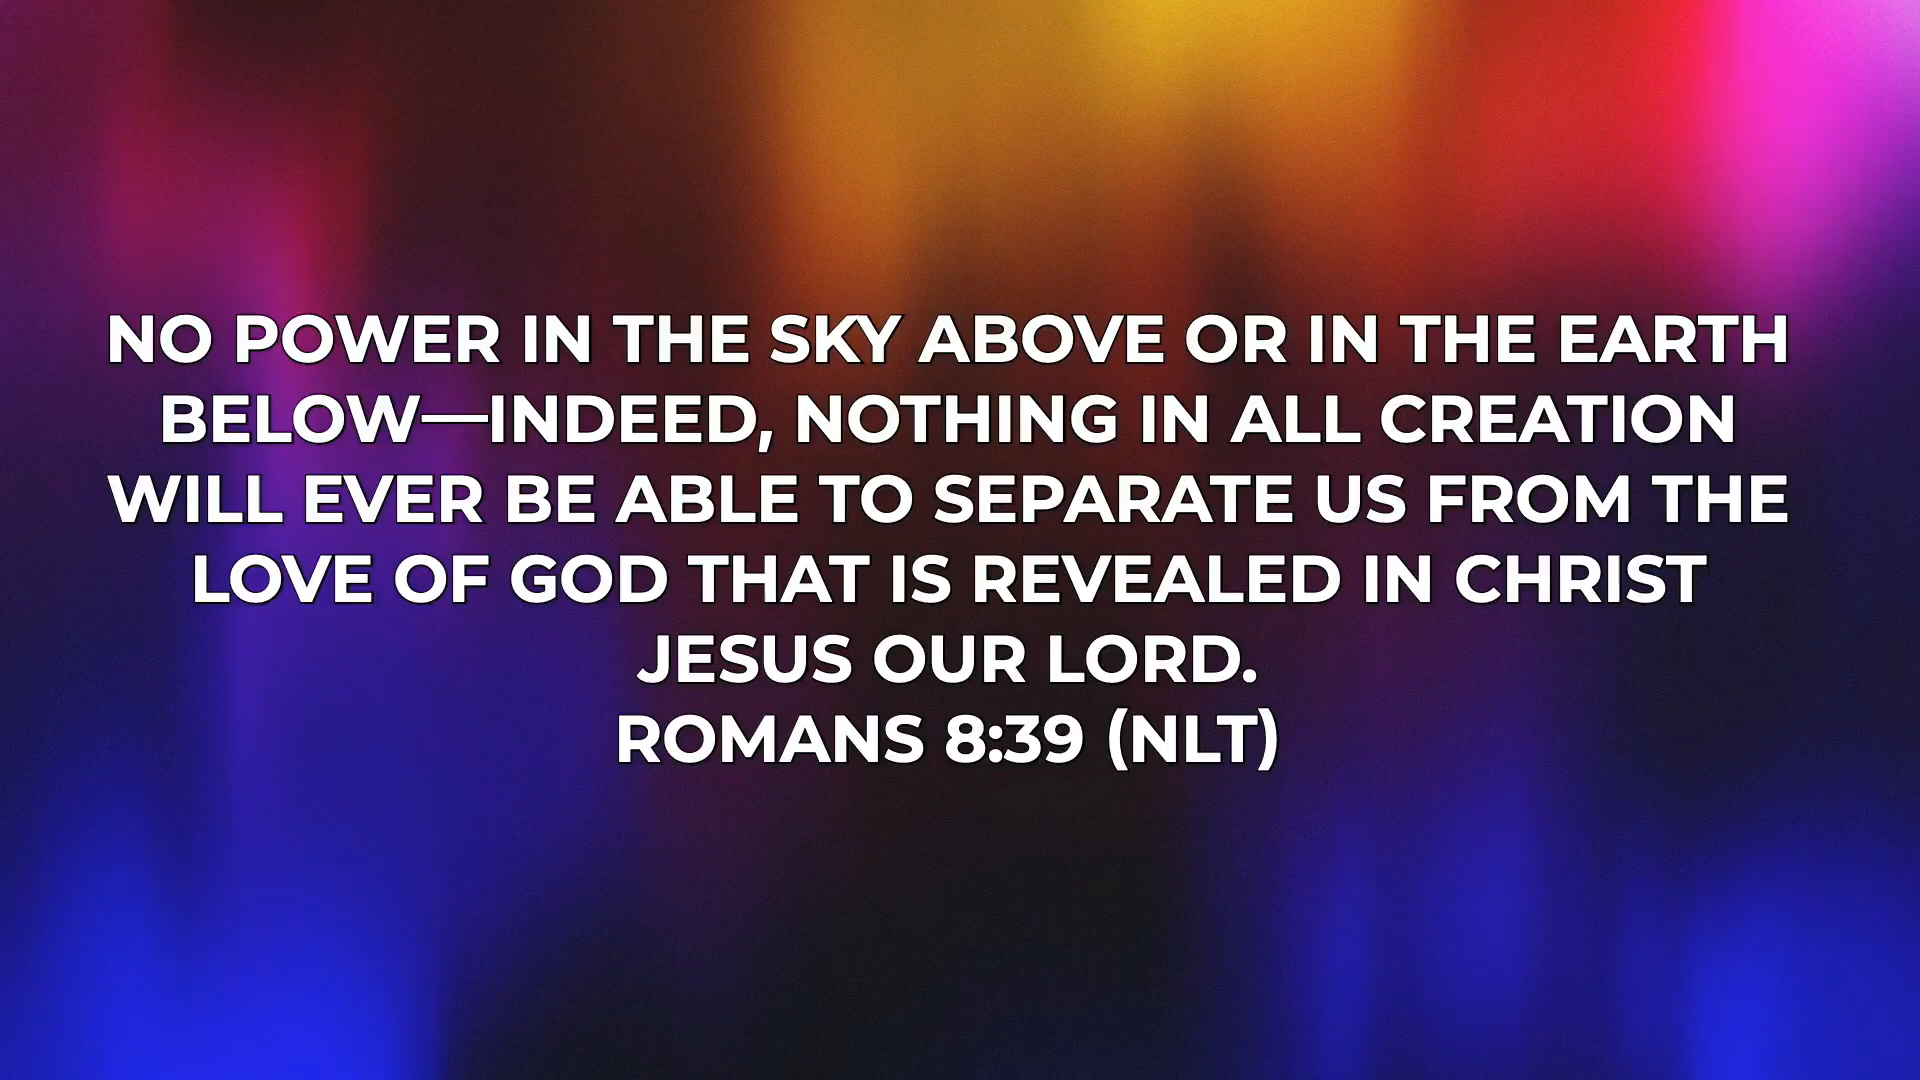 NO POWER IN THE SKY ABOVE OR IN THE EARTH
BELOW—INDEED, NOTHING IN ALL CREATION
WILL EVER BE ABLE TO SEPARATE US FROM THE
LOVE OF GOD THAT IS REVEALED IN CHRIST
JESUS OUR LORD.
ROMANS 8:39 (NLT)